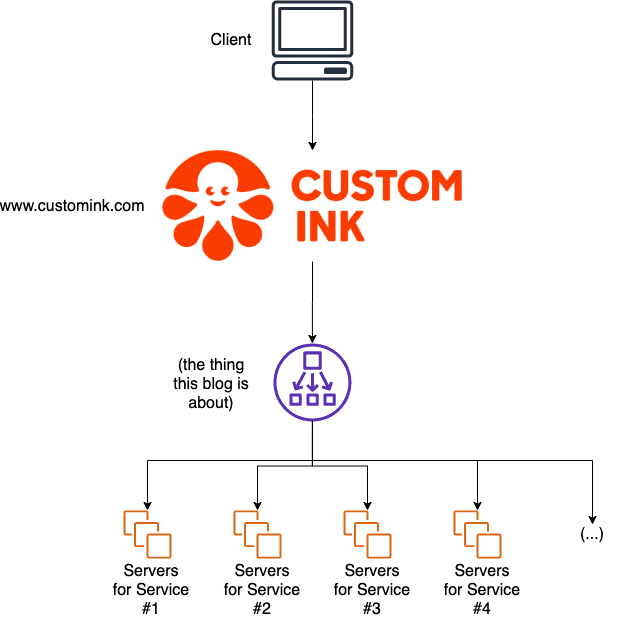 Client
www.customink.com
CUSTOM
INK
(the thing
this blog is
about)
Servers
for Service
#1
Servers
for Service
#2
Servers
for Service
#3
Servers
for Service
#4
(...)